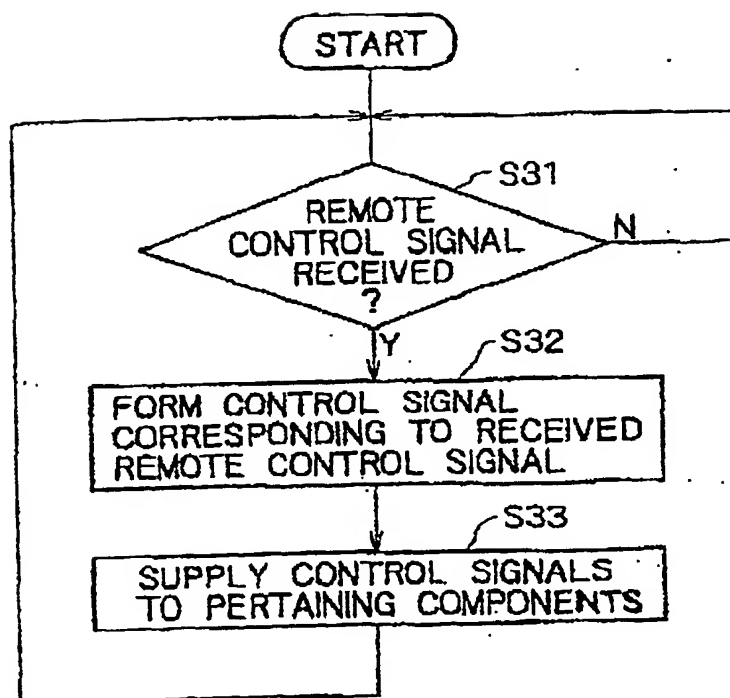 START
S31
REMOTE
CONTROL SIGNAL
RECEIVED
?
N
Y
S32
FORM CONTROL SIGNAL
CORRESPONDING TO RECEIVED
REMOTE CONTROL SIGNAL
S33
SUPPLY CONTROL SIGNALS
TO PERTAINING COMPONENTS